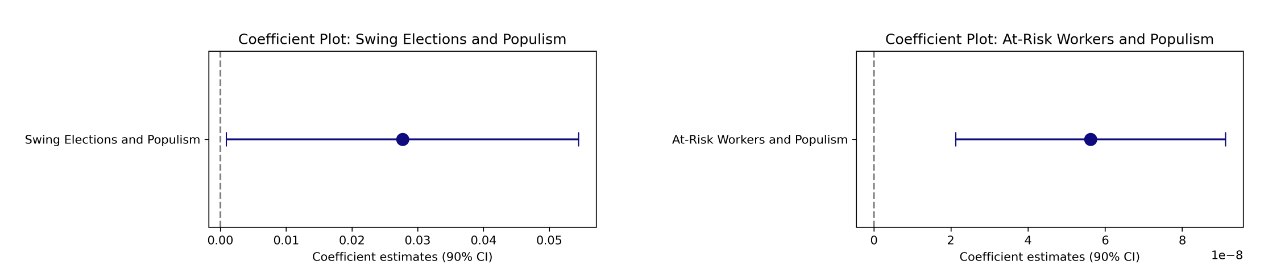 Coefficient Plot: Swing Elections and Populism
Swing Elections and Populism
0.00 0.01 0.02 0.03 0.04 0.05
Coefficient estimates (90% CI)
Coefficient Plot: At-Risk Workers and Populism
At-Risk Workers and Populism
0 2 4 6 8
1e−8
Coefficient estimates (90% CI)